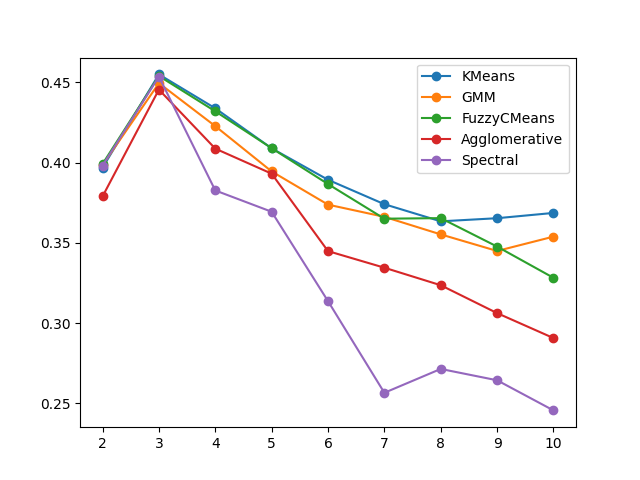 KMeans
GMM
FuzzyCMeans
Agglomerative
Spectral
0.45
0.40
0.35
0.30
0.25
2 3 4 5 6 7 8 9 10